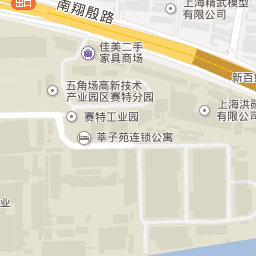 出口
南翔殷路
上海精武模型
有限公司
佳美二手
家具商场
新百
五角场高新技术
产业园区赛特分园
上海洪
有限公司
赛特工业园
莘子苑连锁公寓
业